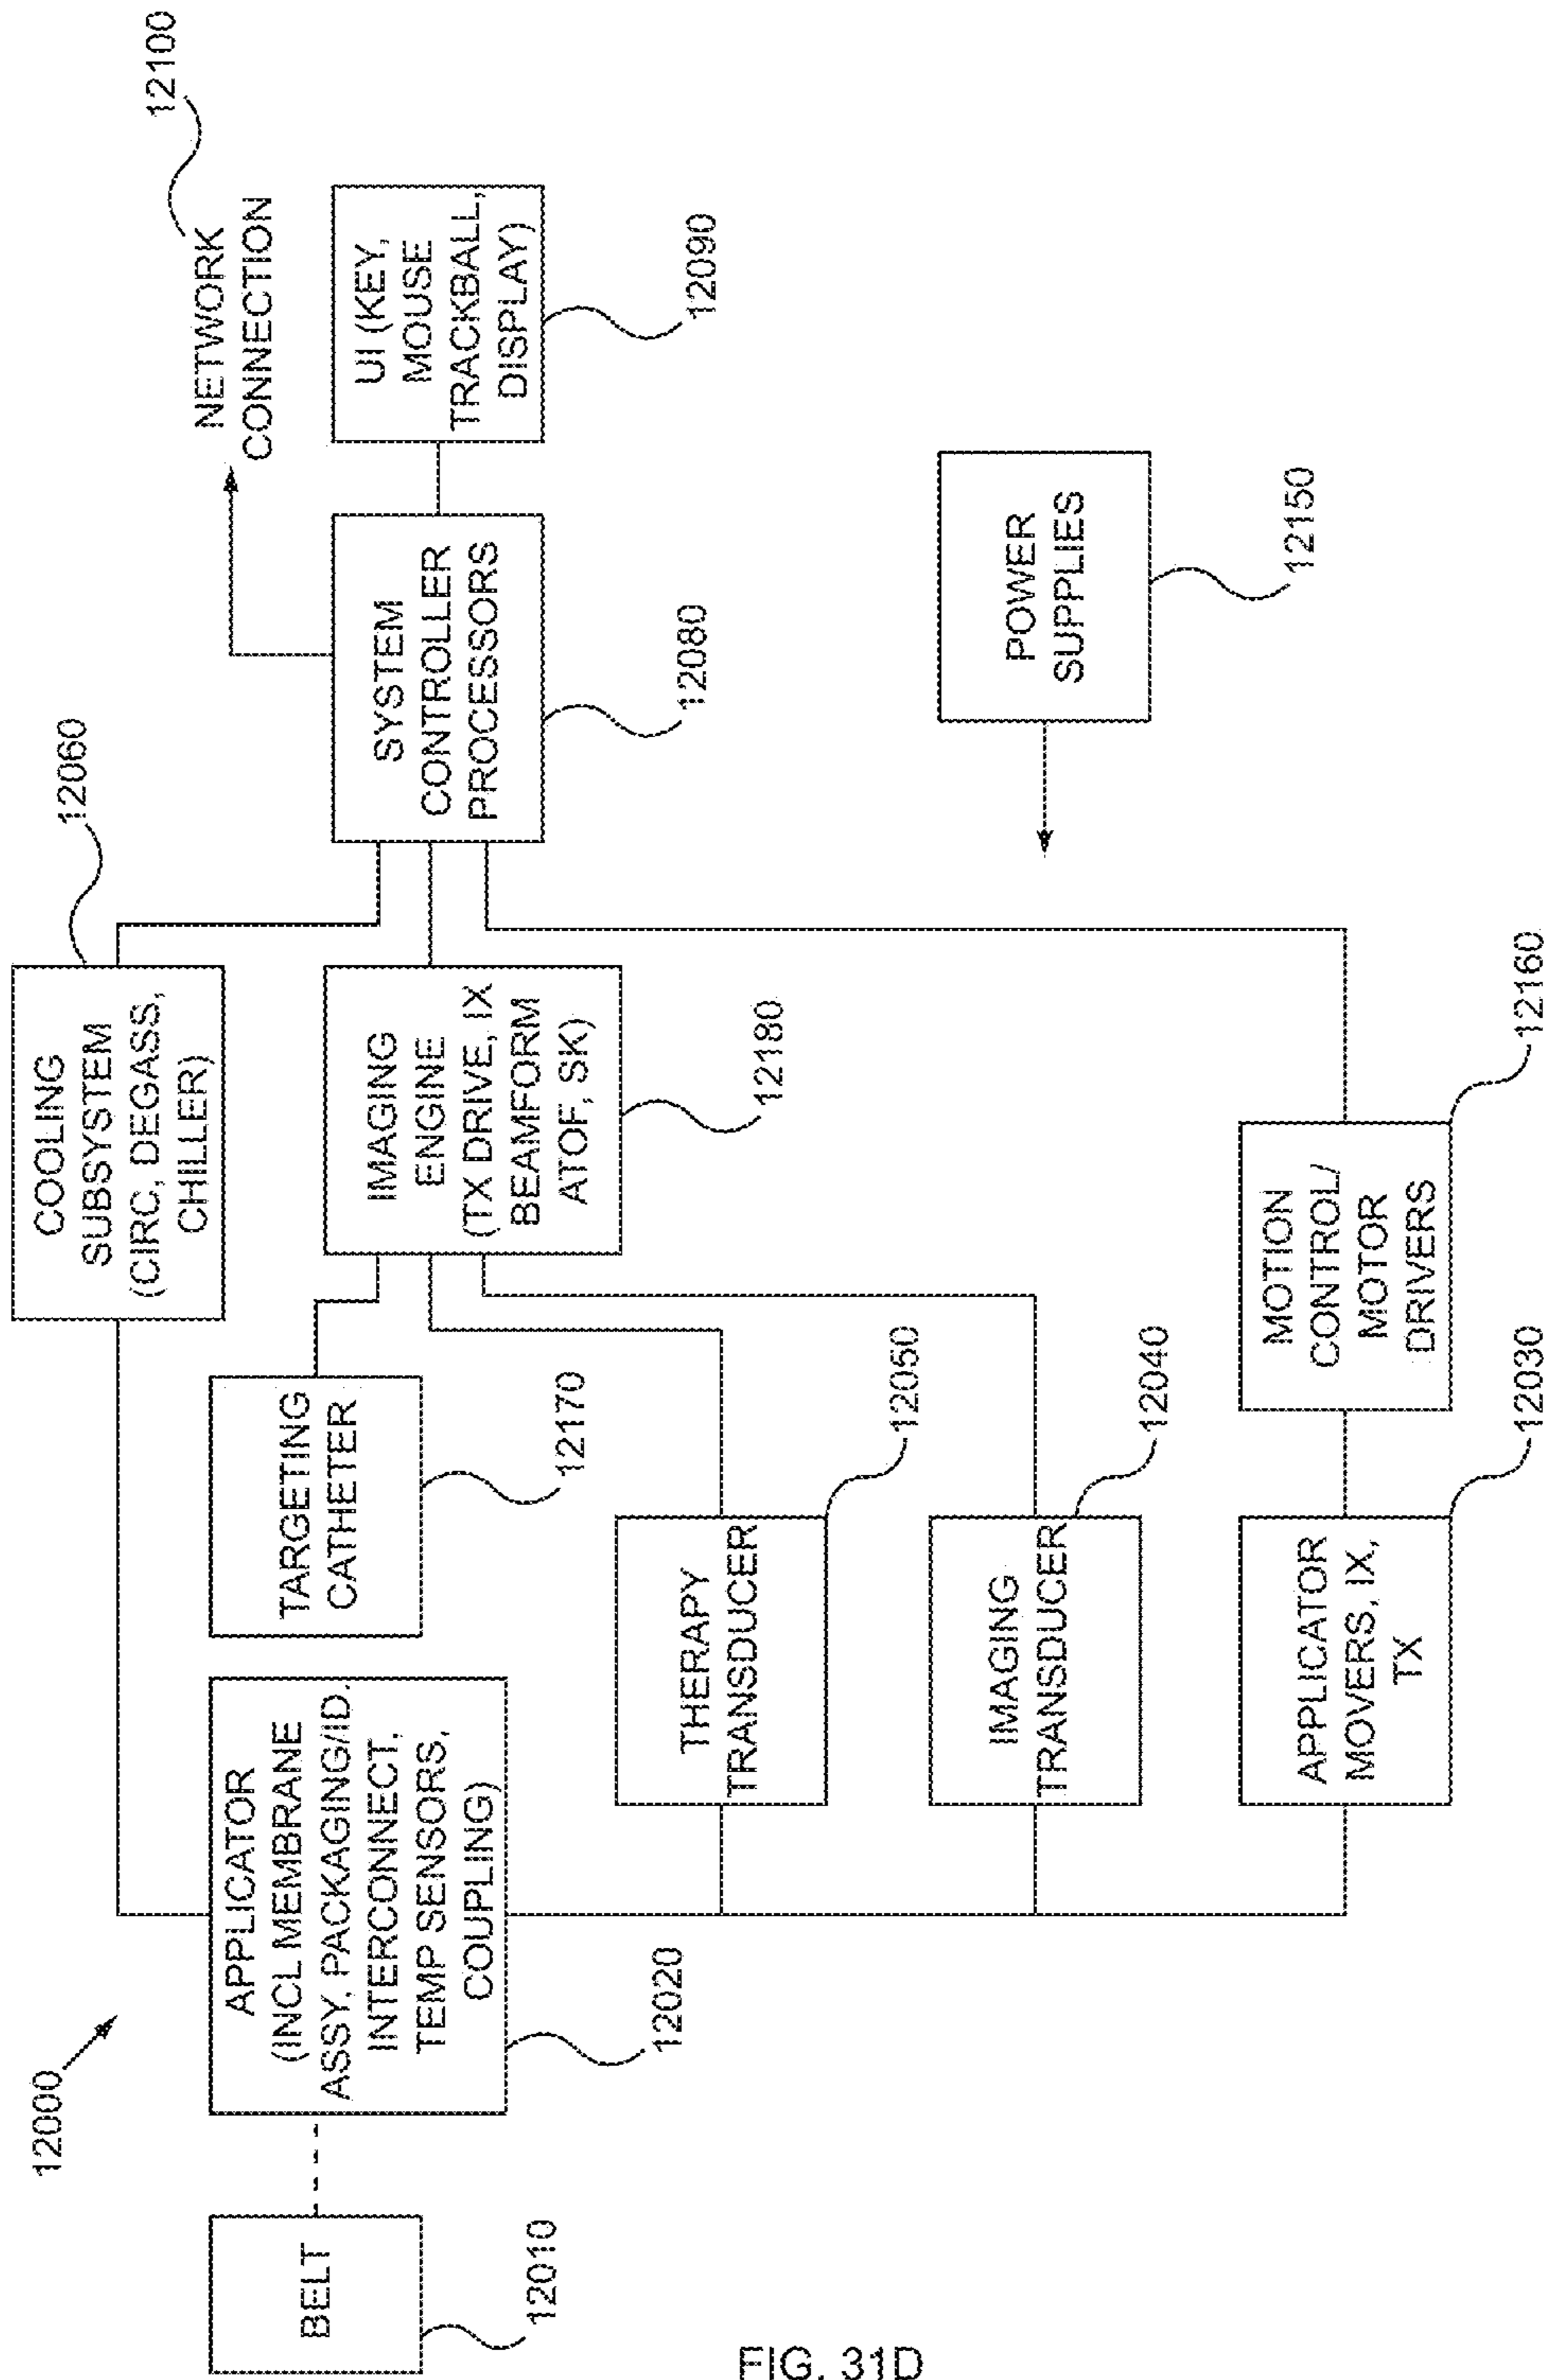 12000
BELT
12010
APPLICATOR
(INCL MEMBRANE
ASSY, PACKAGING/ID,
INTERCONNECT,
TEMP SENSORS,
COUPLING)
12020
TARGETING
CATHETER
12170
THERAPY
TRANSDUCER
12050
IMAGING
TRANSDUCER
12040
APPLICATOR
MOVERS, IX,
TX
12030
COOLING
SUBSYSTEM
(CIRC, DEGASS,
CHILLER)
12060
IMAGING
ENGINE
(TX DRIVE, IX
BEAMFORM
ATOF, SK)
12180
MOTION
CONTROL/
MOTOR
DRIVERS
12160
SYSTEM
CONTROLLER
PROCESSORS
12080
NETWORK
CONNECTION
12100
UI (KEY,
MOUSE
TRACKBALL,
DISPLAY)
12090
POWER
SUPPLIES
12150
FIG. 31D